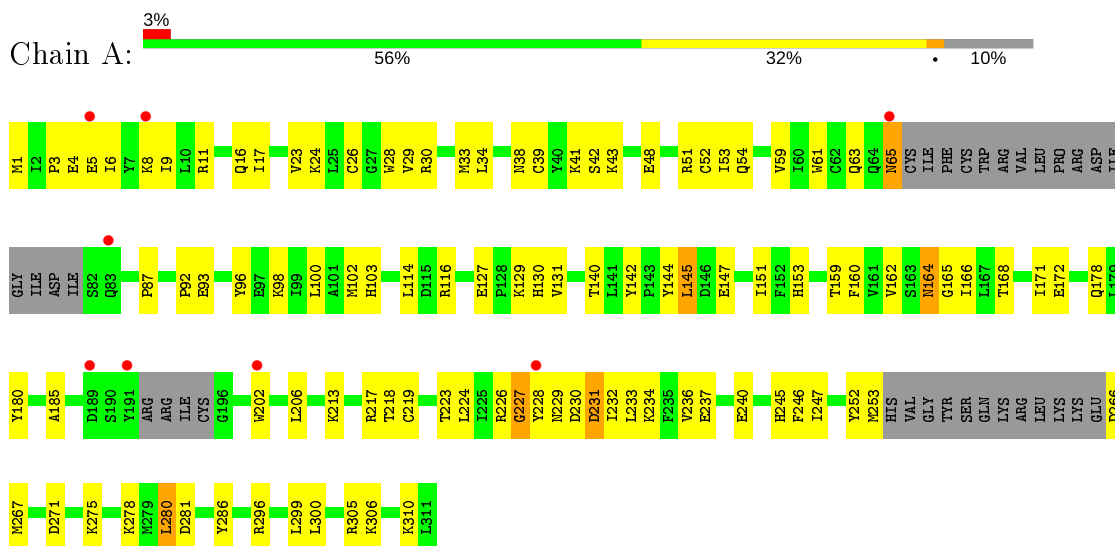 3%
Chain A:
56% 32% • 10%
M1 I2 P3 E4 E5 I6 Y7 K8 I9 L10 R11 Q16 I17 V23 K24 L25 C26 G27 W28 V29 R30 M33 L34 N38 C39 Y40 K41 S42 K43 E48 R51 C52 I53 Q54 V59 I60 W61 C62 Q63 Q64 N65 CYS ILE PHE CYS TRP ARG VAL LEU PRO ARG ASP ILE
GLY ILE ASP ILE S82 Q83 P87 P92 E93 Y96 E97 K98 I99 L100 A101 M102 H103 L114 D115 R116 E127 P128 K129 H130 V131 T140 L141 Y142 P143 Y144 L145 D146 E147 I151 F152 H153 T159 F160 V161 V162 S163 N164 G165 I166 L167 T168 I171 E172 Q178 L179
Y180 A185 D189 S190 Y191 ARG ARG ILE CYS G196 W202 L206 K213 R217 T218 C219 T223 L224 I225 R226 G227 Y228 N229 D230 D231 I232 L233 K234 F235 V236 E237 E240 H245 F246 I247 Y252 M253 HIS VAL GLY TYR SER GLN LYS ARG LEU LYS LYS GLU D266
M267 D271 K275 K278 M279 L280 D281 Y286 R296 L299 L300 R305 K306 K310 L311